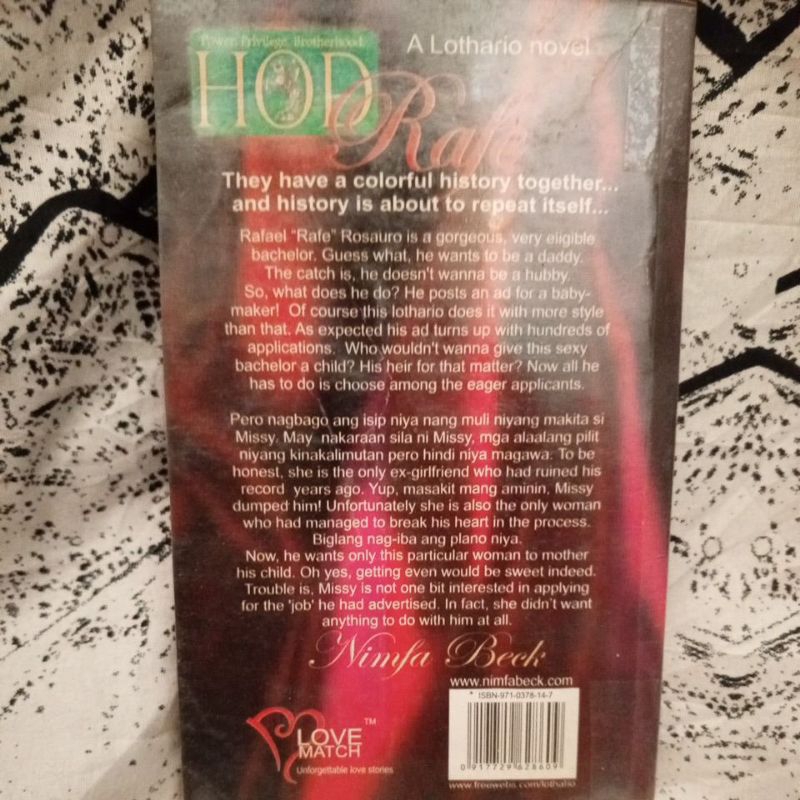 Power. Privilege. Brotherhood.
HOD
A Lothario novel
Rafe
They have a colorful history together...
and history is about to repeat itself...
Rafael "Rafe" Rosauro is a gorgeous, very eligible
bachelor. Guess what, he wants to be a daddy.
The catch is, he doesn't wanna be a hubby.
So, what does he do? He posts an ad for a baby-
maker! Of course this lothario does it with more style
than that. As expected his ad turns up with hundreds of
applications. Who wouldn't wanna give this sexy
bachelor a child? His heir for that matter? Now all he
has to do is choose among the eager applicants.
Pero nagbago ang isip niya nang muli niyang makita si
Missy. May nakaraan sila ni Missy, mga alaalang pilit
niyang kinakalimutan pero hindi niya magawa. To be
honest, she is the only ex-girlfriend who had ruined his
record years ago. Yup, masakit mang aminin, Missy
dumped him! Unfortunately she is also the only woman
who had managed to break his heart in the process.
Biglang nag-iba ang plano niya.
Now, he wants only this particular woman to mother
his child. Oh yes, getting even would be sweet indeed.
Trouble is, Missy is not one bit interested in applying
for the 'job' he had advertised. In fact, she didn't want
anything to do with him at all.
Nimfa Beck
www.nimfabeck.com
ISBN-971-0378-14-7
LOVE
MATCH
TM
Unforgettable love stories
0 917729 628609
www.freewebs.com/lothario